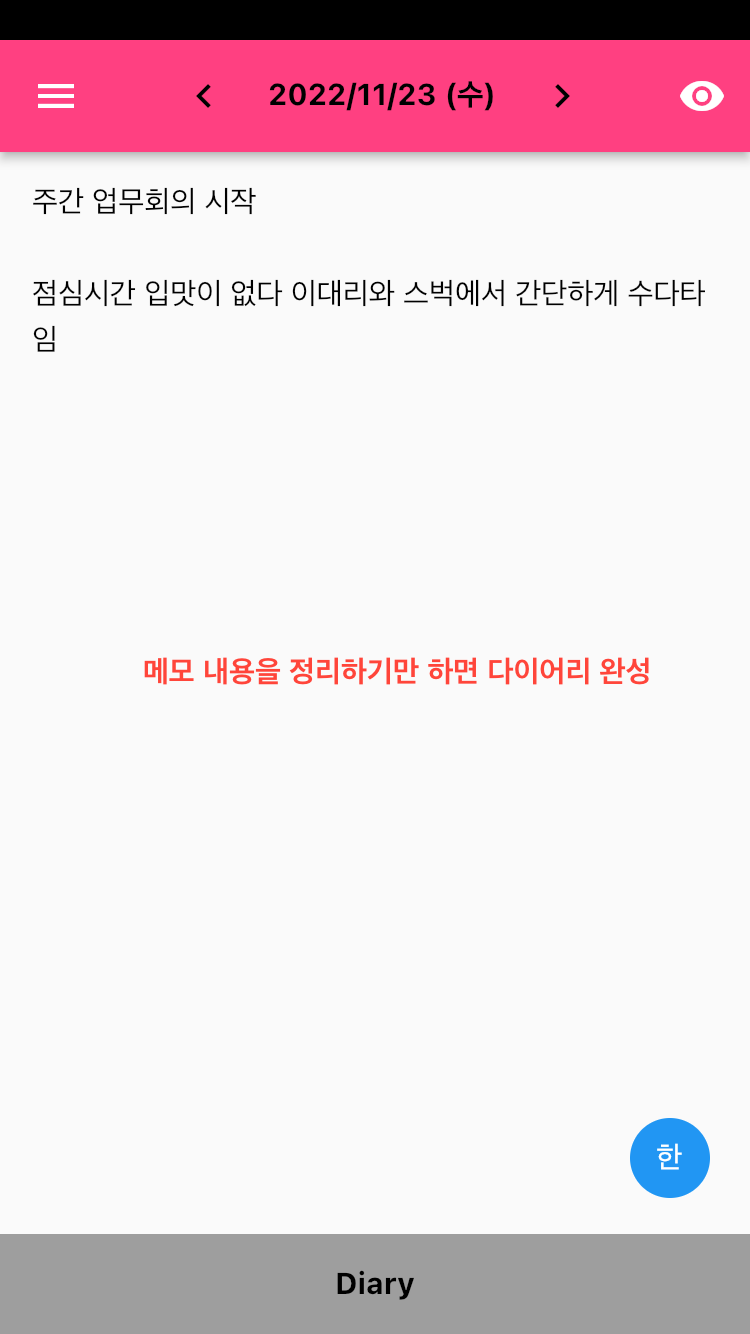 2022/11/23 (수)
주간 업무회의 시작
점심시간 입맛이 없다 이대리와 스벅에서 간단하게 수다타
임
메모 내용을 정리하기만 하면 다이어리 완성
한
Diary